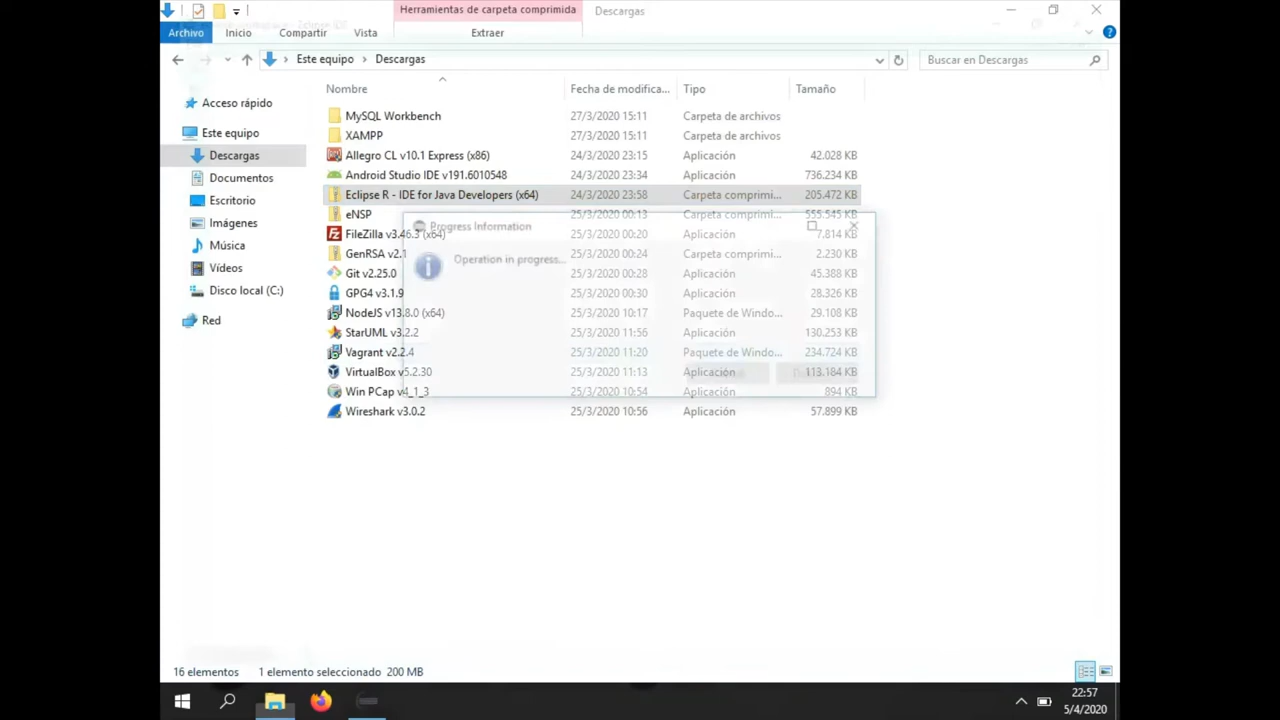 Herramientas de carpeta comprimida
Descargas
Archivo
Inicio
Compartir
Vista
Extraer
Este equipo
Descargas
Buscar en Descargas
Acceso rápido
Este equipo
Descargas
Documentos
Escritorio
Imágenes
Música
Vídeos
Disco local (C:)
Red
Nombre Fecha de modifica... Tipo Tamaño
MySQL Workbench 27/3/2020 15:11 Carpeta de archivos
XAMPP 27/3/2020 15:11 Carpeta de archivos
Allegro CL v10.1 Express (x86) 24/3/2020 23:15 Aplicación 42.028 KB
Android Studio IDE v191.6010548 24/3/2020 23:34 Aplicación 736.234 KB
Eclipse R - IDE for Java Developers (x64) 24/3/2020 23:58 Carpeta comprimi... 205.472 KB
eNSP 25/3/2020 00:13 Carpeta comprimi... 555.545 KB
FileZilla v3.46.3 (x64) 25/3/2020 00:20 Aplicación 7.814 KB
GenRSA v2.1 25/3/2020 00:24 Carpeta comprimi... 2.230 KB
Git v2.25.0 25/3/2020 00:28 Aplicación 45.388 KB
GPG4 v3.1.9 25/3/2020 00:30 Aplicación 28.326 KB
NodeJS v13.8.0 (x64) 25/3/2020 10:17 Paquete de Windo... 29.108 KB
StarUML v3.2.2 25/3/2020 11:56 Aplicación 130.253 KB
Vagrant v2.2.4 25/3/2020 11:20 Paquete de Windo... 234.724 KB
VirtualBox v5.2.30 25/3/2020 11:13 Aplicación 113.184 KB
Win PCap v4_1_3 25/3/2020 10:54 Aplicación 894 KB
Wireshark v3.0.2 25/3/2020 10:56 Aplicación 57.899 KB
Progress Information
Operation in progress...
16 elementos 1 elemento seleccionado 200 MB
22:57
5/4/2020